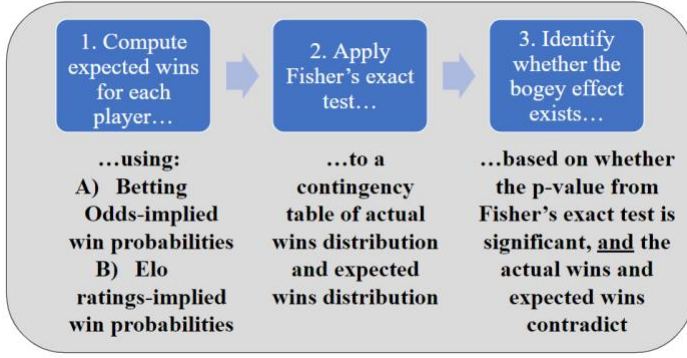 1. Compute
expected wins
for each
player…
2. Apply
Fisher's exact
test…
3. Identify
whether the
bogey effect
exists…
…using:
A) Betting
Odds-implied
win probabilities
B) Elo
ratings-implied
win probabilities
…to a
contingency
table of actual
wins distribution
and expected
wins distribution
…based on whether
the p-value from
Fisher's exact test is
significant, and the
actual wins and
expected wins
contradict